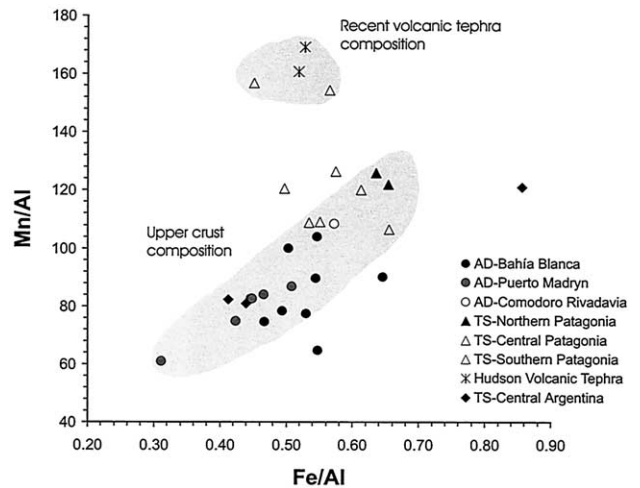 Recent volcanic tephra
composition
180
160
140
120
100
80
60
40
Mn/Al
Upper crust
composition
AD-Bahía Blanca
AD-Puerto Madryn
AD-Comodoro Rivadavia
TS-Northern Patagonia
TS-Central Patagonia
TS-Southern Patagonia
Hudson Volcanic Tephra
TS-Central Argentina
0.20 0.30 0.40 0.50 0.60 0.70 0.80 0.90
Fe/Al